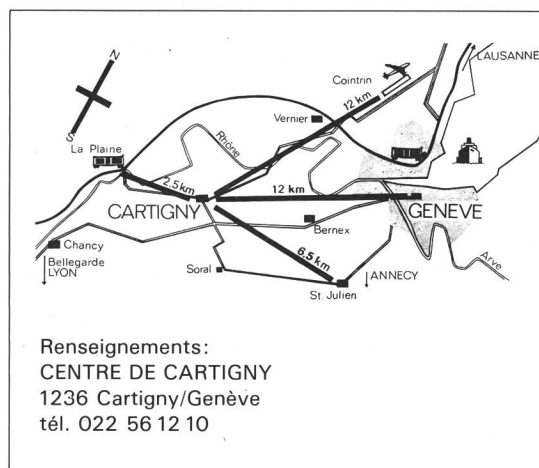 N
S
LAUSANNE
Cointrin
12 km
Vernier
Rhône
La Plaine
2.5 km
12 km
CARTIGNY
GENEVE
Bernex
Chancy
Bellegarde
LYON
6.5 km
Soral
St. Julien
ANNECY
Arve
Renseignements:
CENTRE DE CARTIGNY
1236 Cartigny/Genève
tél. 022 56 12 10